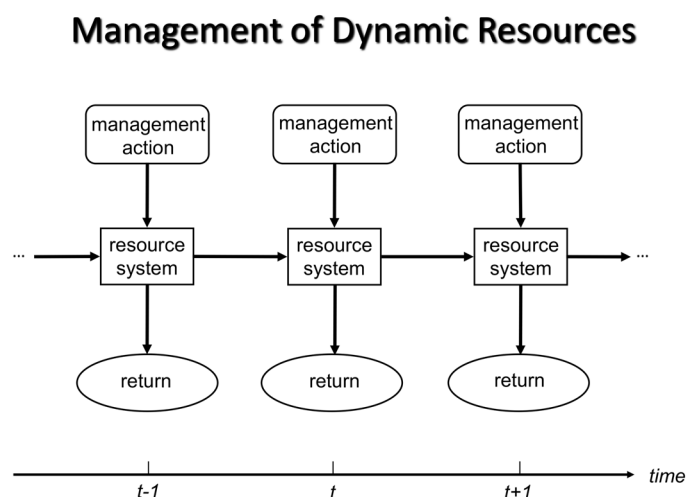 Management of Dynamic Resources
management
action
management
action
management
action
...
resource
system
resource
system
resource
system
...
return
return
return
time
t-1
t
t+1